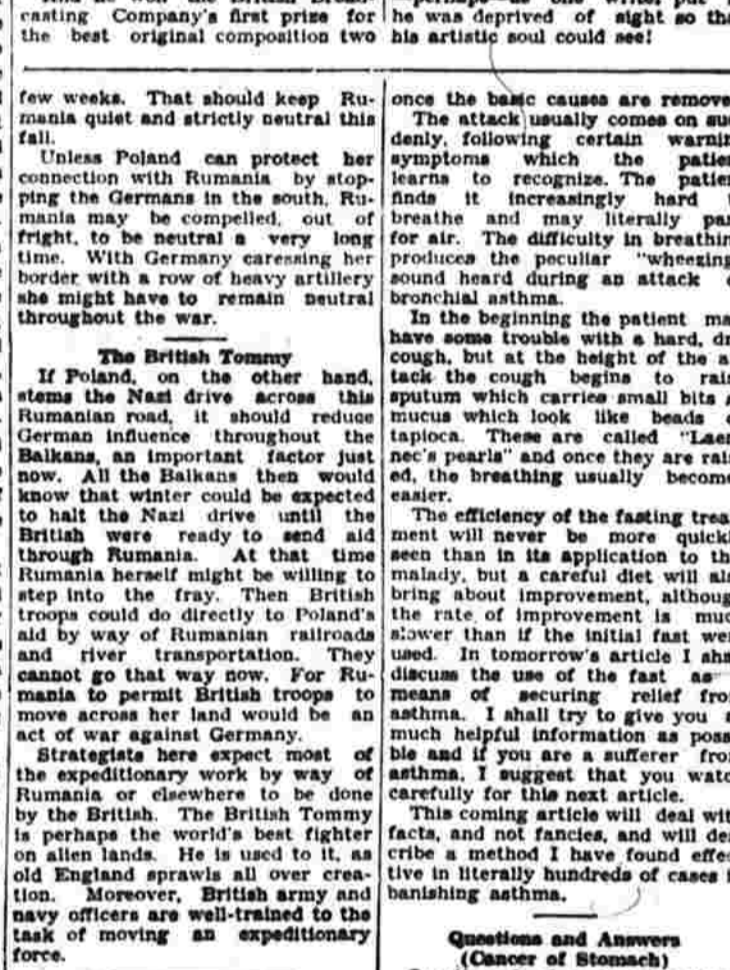 casting Company's first prize for
the best original composition two
he was deprived of sight so tha
his artistic soul could see!
few weeks. That should keep Ru-
mania quiet and strictly neutral this
fall.
Unless Poland can protect her
connection with Rumania by stop-
ping the Germans in the south, Ru-
mania may be compelled, out of
fright, to be neutral a very long
time. With Germany caressing her
border with a row of heavy artillery
she might have to remain neutral
throughout the war.
The British Tommy
If Poland, on the other hand,
stems the Nazi drive across this
Rumanian road, it should reduce
German influence throughout the
Balkans, an important factor just
now. All the Balkans then would
know that winter could be expected
to halt the Nazi drive until the
British were ready to send aid
through Rumania. At that time
Rumania herself might be willing to
step into the fray. Then British
troops could do directly to Poland's
aid by way of Rumanian railroads
and river transportation. They
cannot go that way now. For Ru-
mania to permit British troops to
move across her land would be an
act of war against Germany.
Strategists here expect most of
the expeditionary work by way of
Rumania or elsewhere to be done
by the British. The British Tommy
is perhaps the world's best fighter
on alien lands. He is used to it, as
old England sprawls all over crea-
tion. Moreover, British army and
navy officers are well-trained to the
task of moving an expeditionary
force.
once the basic causes are remove
The attack usually comes on sud
denly, following certain warnin
symptoms which the patien
learns to recognize. The patien
finds it increasingly hard t
breathe and may literally pan
for air. The difficulty in breathin
produces the peculiar "wheezing
sound heard during an attack o
bronchial asthma.
In the beginning the patient ma
have some trouble with a hard, dr
cough, but at the height of the a
tack the cough begins to rais
sputum which carries small bits
mucus which look like beads o
tapioca. These are called "Laen
nec's pearls" and once they are rais
ed, the breathing usually become
easier.
The efficiency of the fasting trea
ment will never be more quickl
seen than in its application to th
malady, but a careful diet will als
bring about improvement, althoug
the rate of improvement is muc
slower than if the initial fast wer
used. In tomorrow's article I sha
discuss the use of the fast as
means of securing relief fro
asthma. I shall try to give you a
much helpful information as possi
ble and if you are a sufferer fro
asthma, I suggest that you watc
carefully for this next article.
This coming article will deal wit
facts, and not fancies, and will des
cribe a method I have found effec
tive in literally hundreds of cases i
banishing asthma.
Questions and Answers
(Cancer of Stomach)